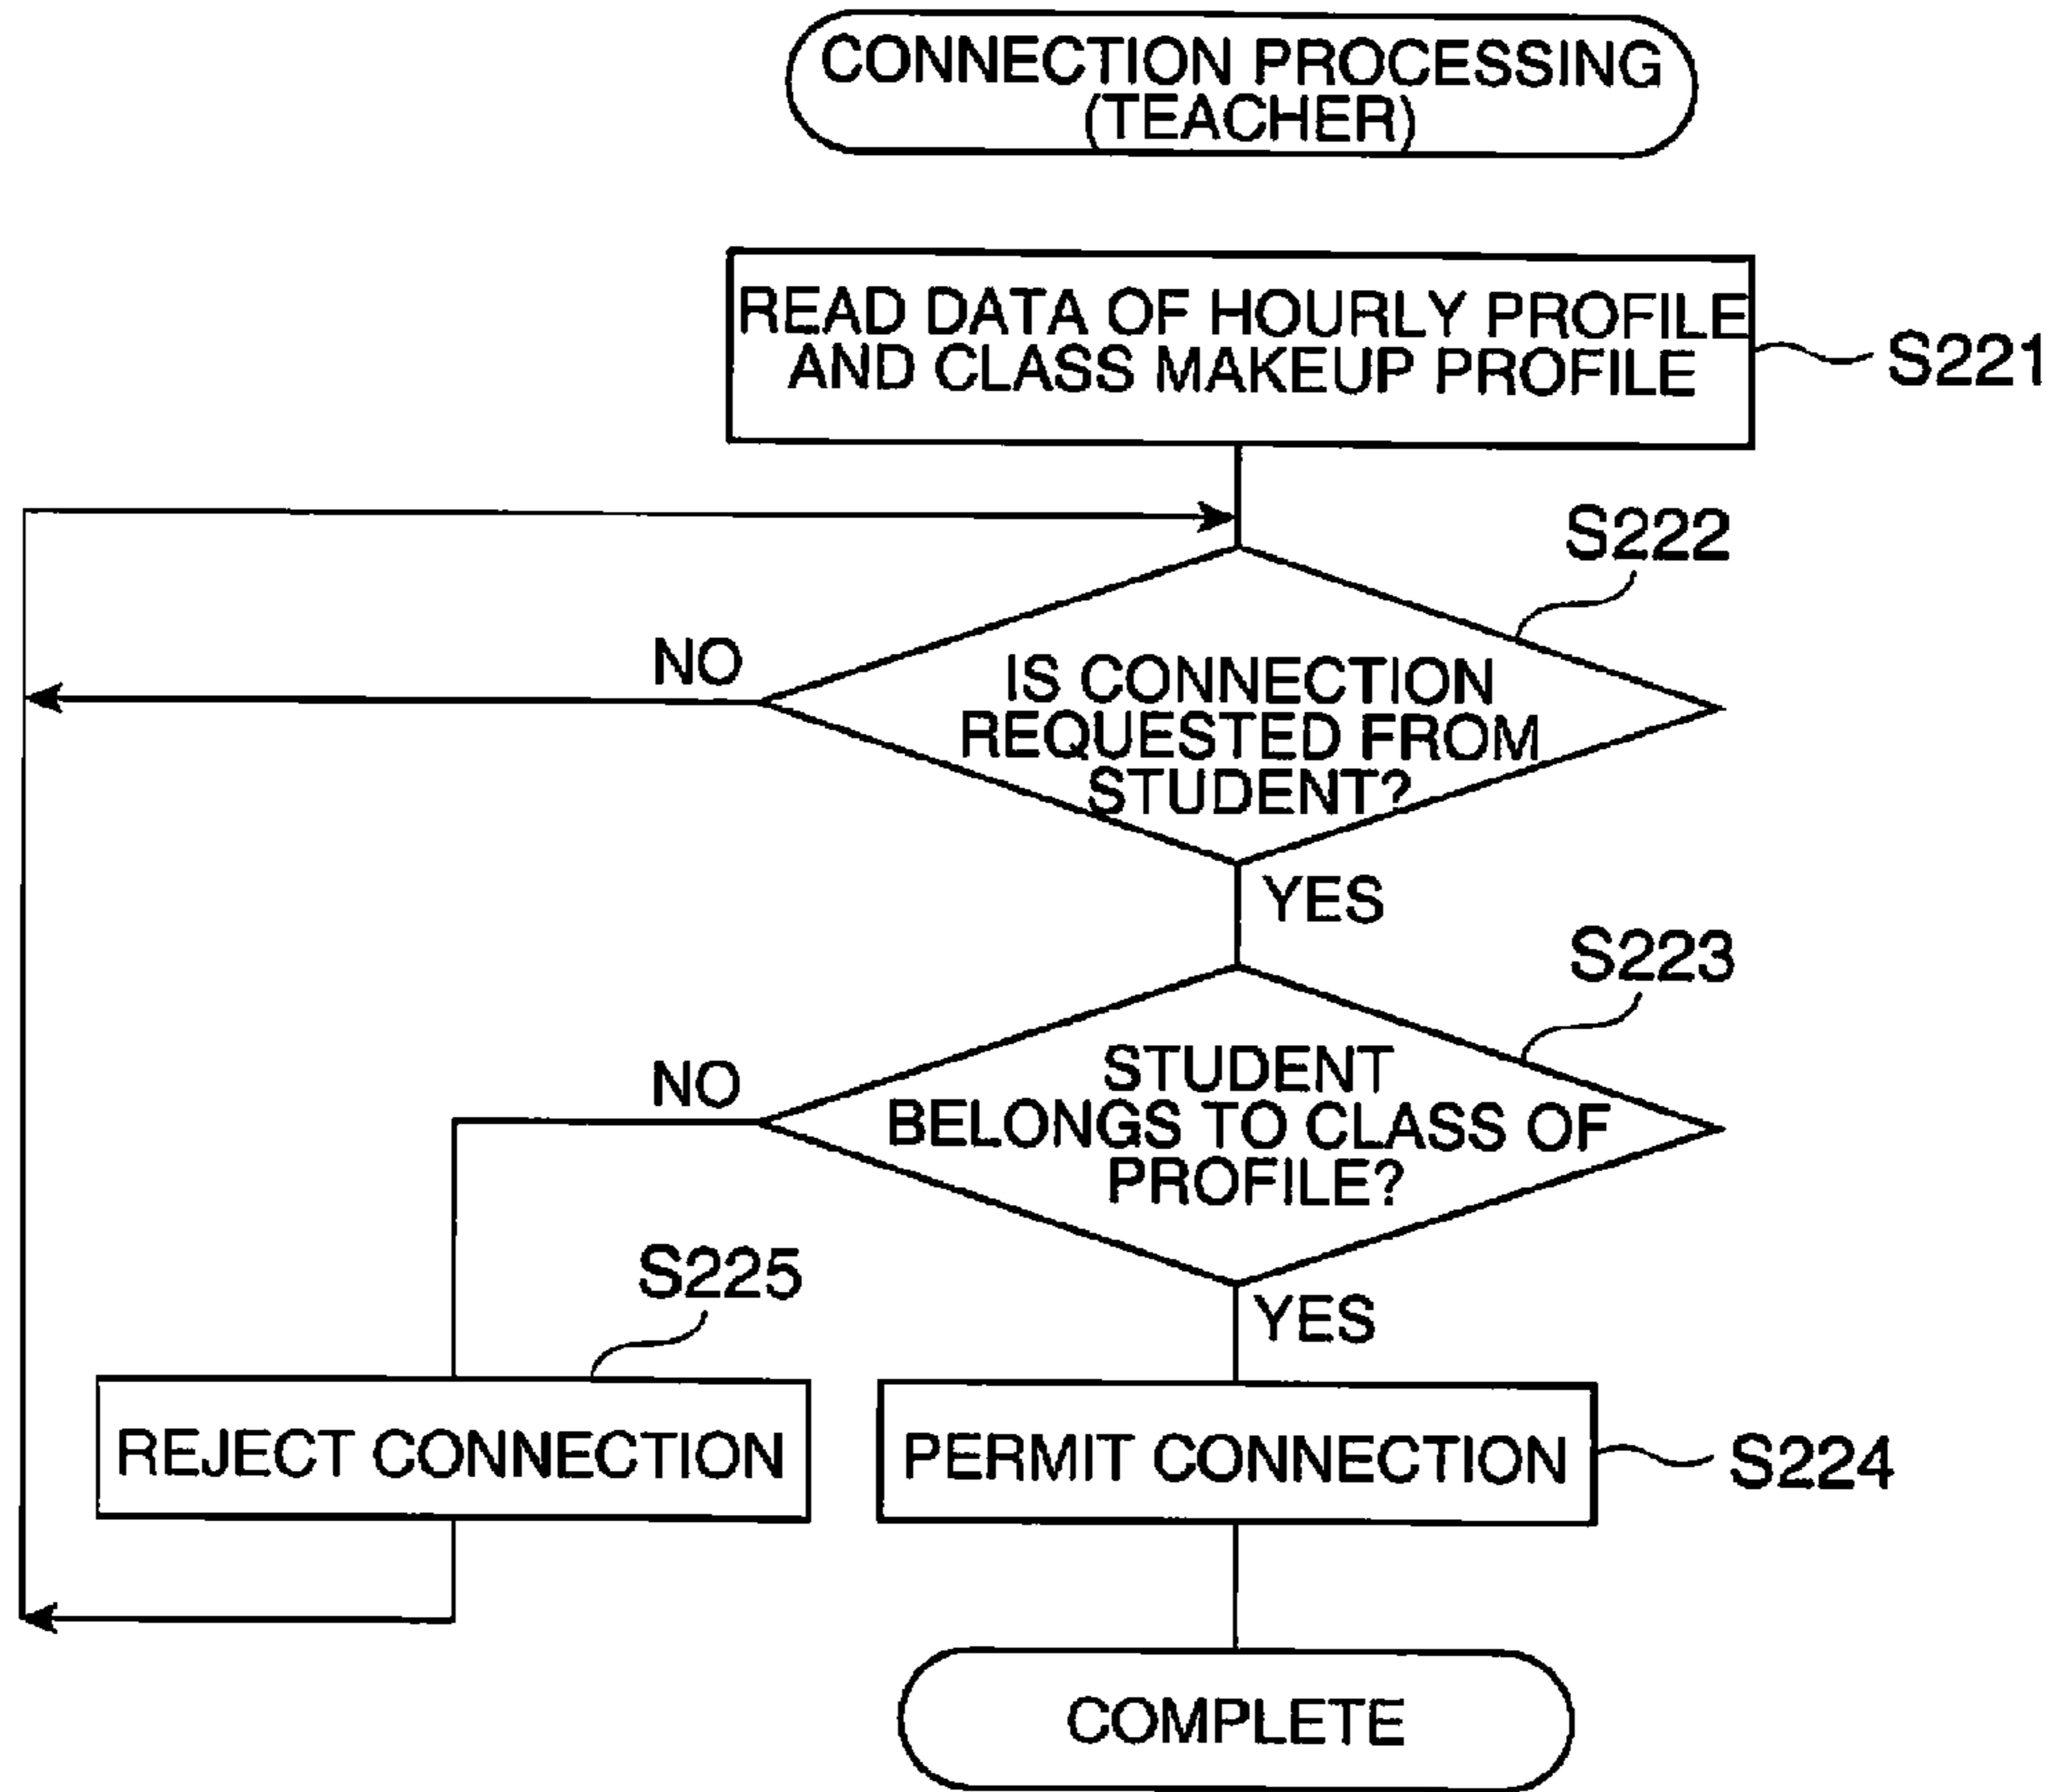 CONNECTION PROCESSING
(TEACHER)
READ DATA OF HOURLY PROFILE
AND CLASS MAKEUP PROFILE
S221
S222
NO
IS CONNECTION
REQUESTED FROM
STUDENT?
YES
S223
NO
STUDENT
BELONGS TO CLASS OF
PROFILE?
S225
YES
REJECT CONNECTION
PERMIT CONNECTION
S224
COMPLETE